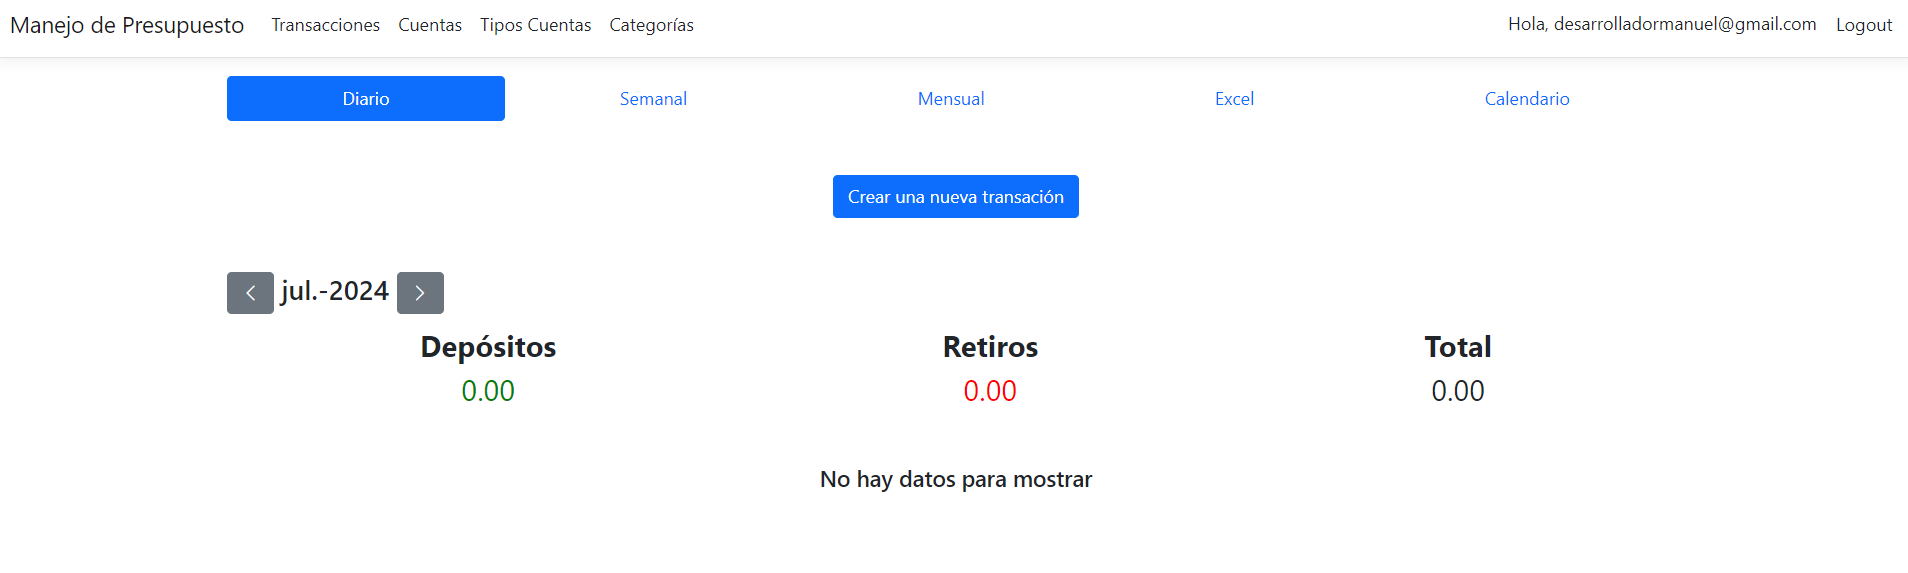 Manejo de Presupuesto Transacciones Cuentas Tipos Cuentas Categorías Hola, desarrolladormanuel@gmail.com Logout
Diario Semanal Mensual Excel Calendario
Crear una nueva transación
jul.-2024
Depósitos Retiros Total
0.00 0.00 0.00
No hay datos para mostrar